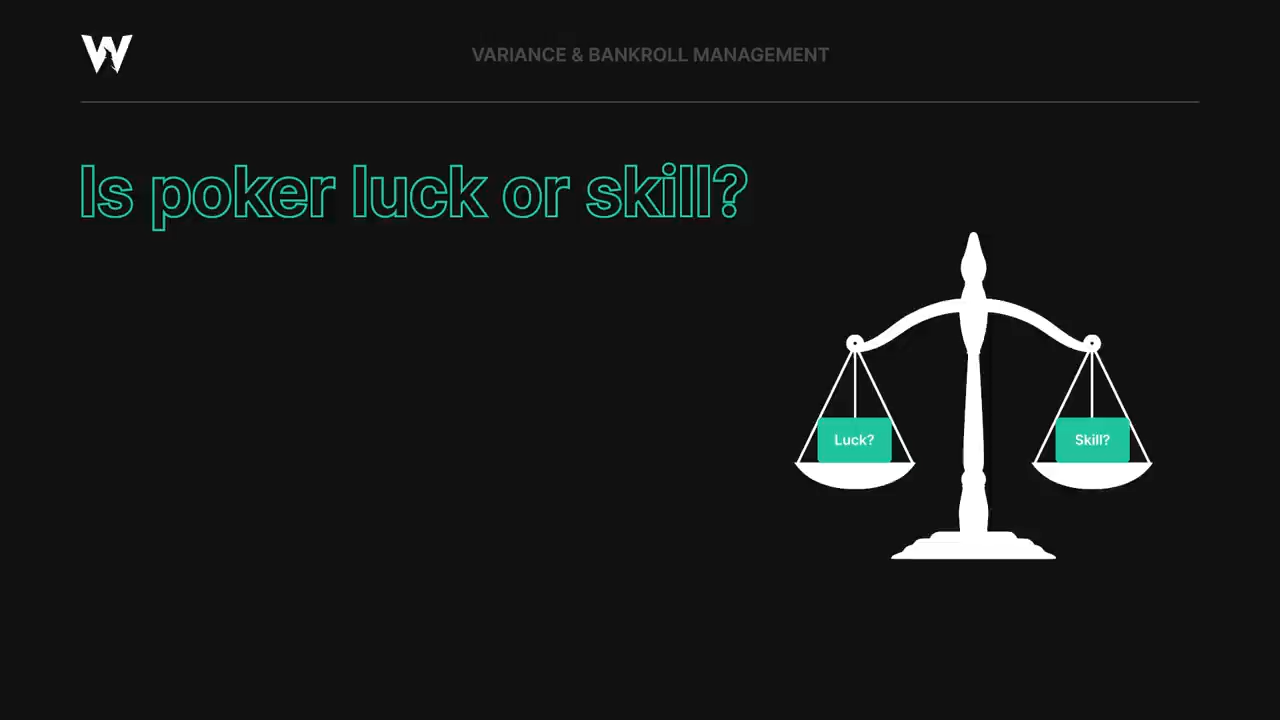 W
VARIANCE & BANKROLL MANAGEMENT
Is poker luck or skill?
Luck?
Skill?